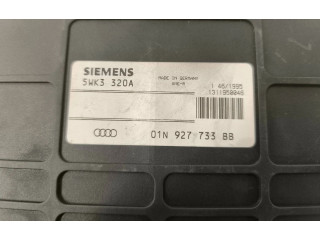 SIEMENS
5WK3 320A
MADE IN GERMANY
01N 927 733 BB